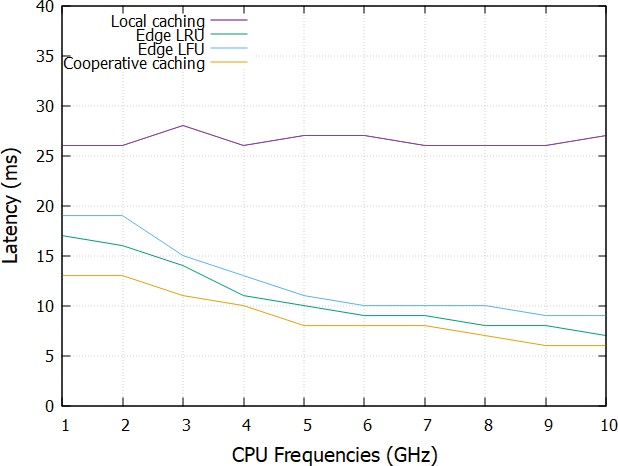 40
35
30
25
20
15
10
5
0
Local caching
Edge LRU
Edge LFU
Cooperative caching
Latency (ms)
1 2 3 4 5 6 7 8 9 10
CPU Frequencies (GHz)